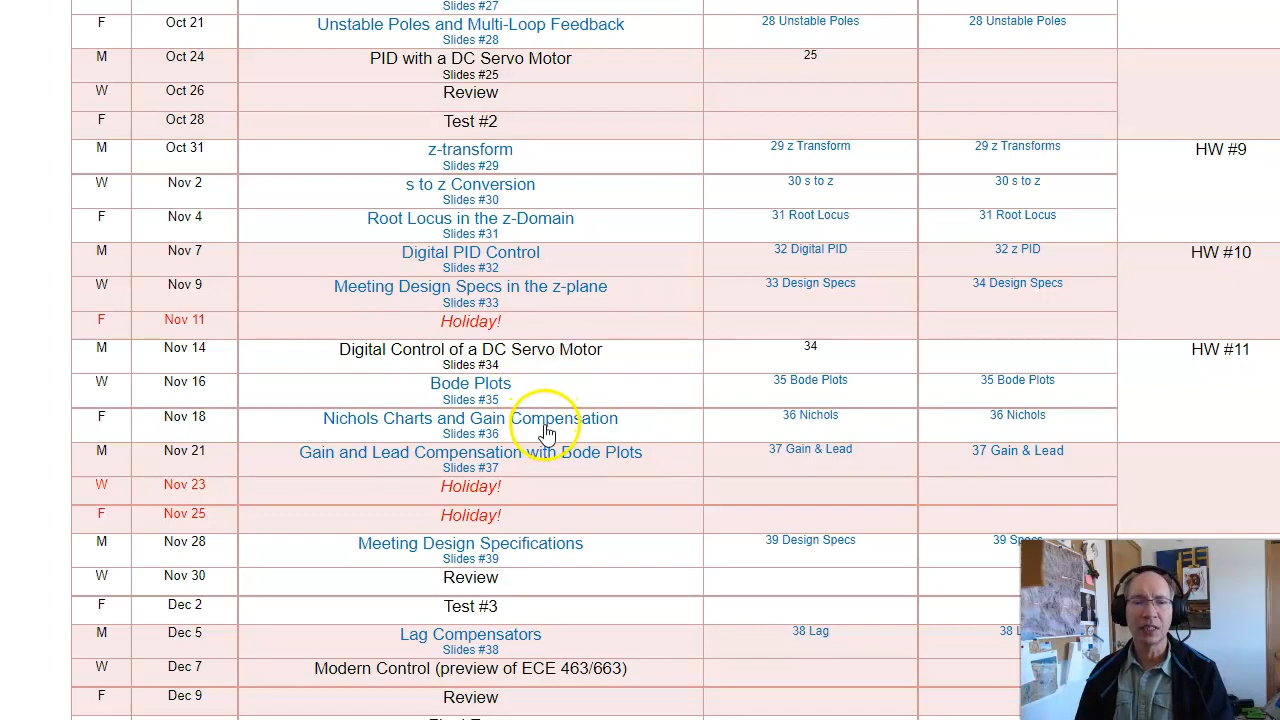 Slides #27
F Oct 21 Unstable Poles and Multi-Loop Feedback 28 Unstable Poles 28 Unstable Poles
Slides #28
M Oct 24 PID with a DC Servo Motor 25
Slides #25
W Oct 26 Review
F Oct 28 Test #2
M Oct 31 z-transform 29 z Transform 29 z Transforms HW #9
Slides #29
W Nov 2 s to z Conversion 30 s to z 30 s to z
Slides #30
F Nov 4 Root Locus in the z-Domain 31 Root Locus 31 Root Locus
Slides #31
M Nov 7 Digital PID Control 32 Digital PID 32 z PID HW #10
Slides #32
W Nov 9 Meeting Design Specs in the z-plane 33 Design Specs 34 Design Specs
Slides #33
F Nov 11 Holiday!
M Nov 14 Digital Control of a DC Servo Motor 34 HW #11
Slides #34
W Nov 16 Bode Plots 35 Bode Plots 35 Bode Plots
Slides #35
F Nov 18 Nichols Charts and Gain Compensation 36 Nichols 36 Nichols
Slides #36
M Nov 21 Gain and Lead Compensation with Bode Plots 37 Gain & Lead 37 Gain & Lead
Slides #37
W Nov 23 Holiday!
F Nov 25 Holiday!
M Nov 28 Meeting Design Specifications 39 Design Specs 39
Slides #39
W Nov 30 Review
F Dec 2 Test #3
M Dec 5 Lag Compensators 38 Lag 38
Slides #38
W Dec 7 Modern Control (preview of ECE 463/663)
F Dec 9 Review